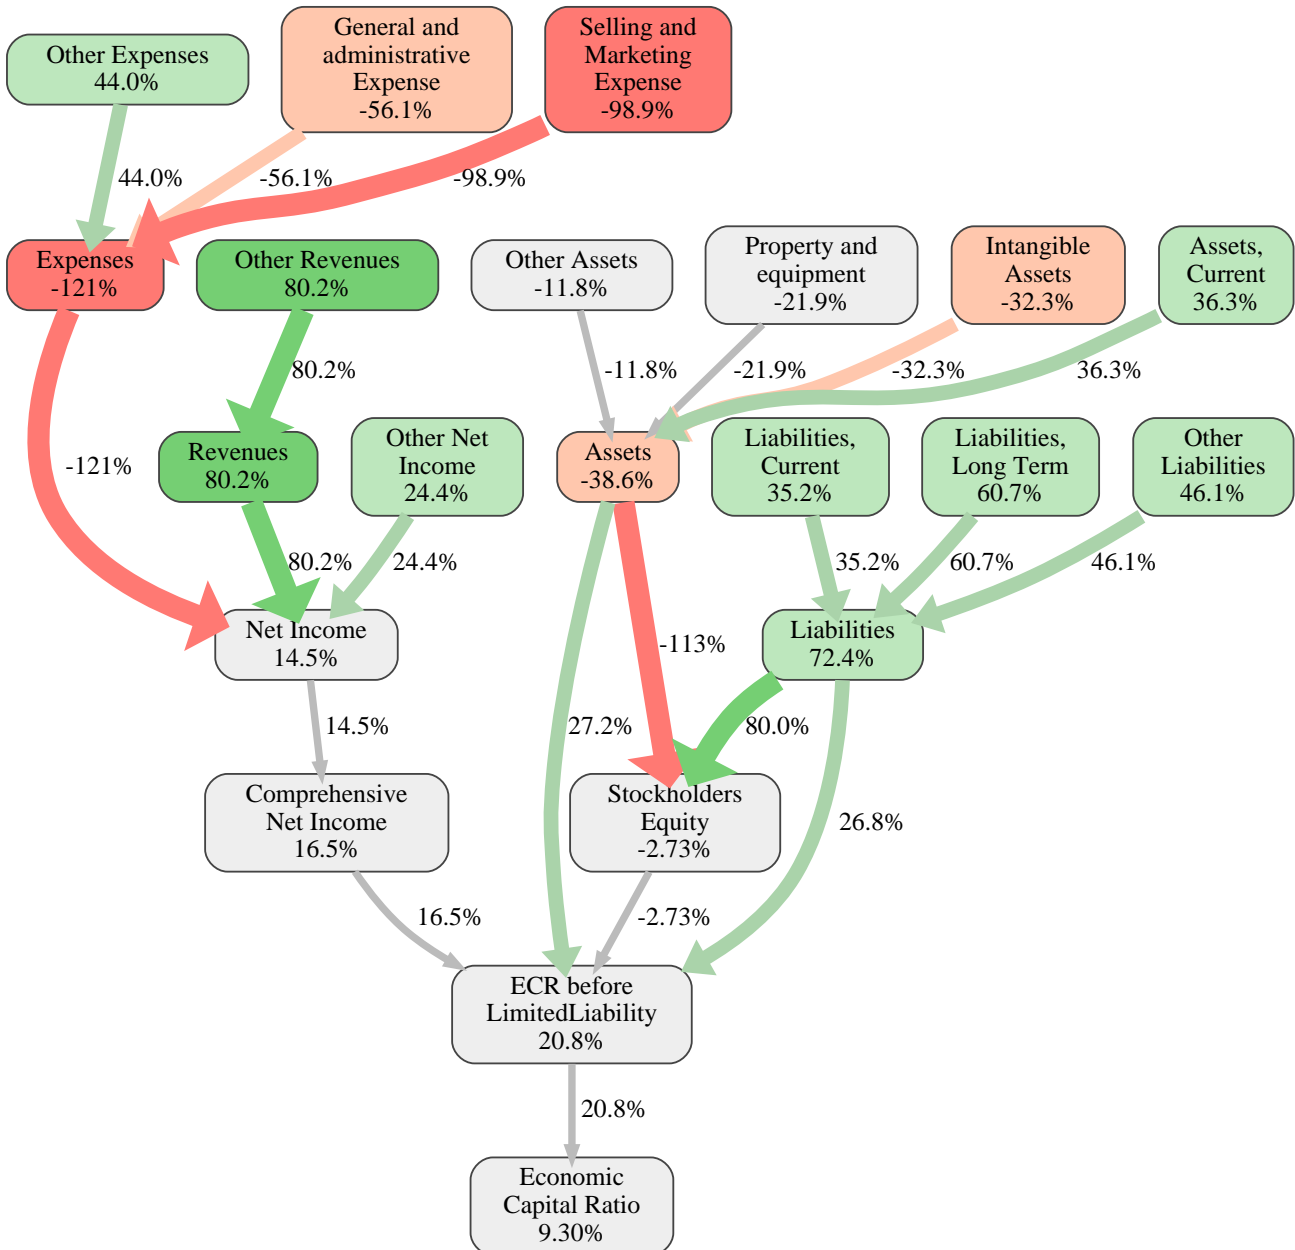 Other Expenses
44.0%
General and
administrative
Expense
-56.1%
Selling and
Marketing
Expense
-98.9%
44.0%
-56.1%
-98.9%
Expenses
-121%
Other Revenues
80.2%
Other Assets
-11.8%
Property and
equipment
-21.9%
Intangible
Assets
-32.3%
Assets,
Current
36.3%
80.2%
-11.8%
-21.9%
-32.3%
36.3%
-121%
Revenues
80.2%
Other Net
Income
24.4%
Assets
-38.6%
Liabilities,
Current
35.2%
Liabilities,
Long Term
60.7%
Other
Liabilities
46.1%
80.2%
24.4%
35.2%
60.7%
46.1%
Net Income
14.5%
-113%
Liabilities
72.4%
14.5%
27.2%
80.0%
Comprehensive
Net Income
16.5%
Stockholders
Equity
-2.73%
26.8%
16.5%
-2.73%
ECR before
LimitedLiability
20.8%
20.8%
Economic
Capital Ratio
9.30%